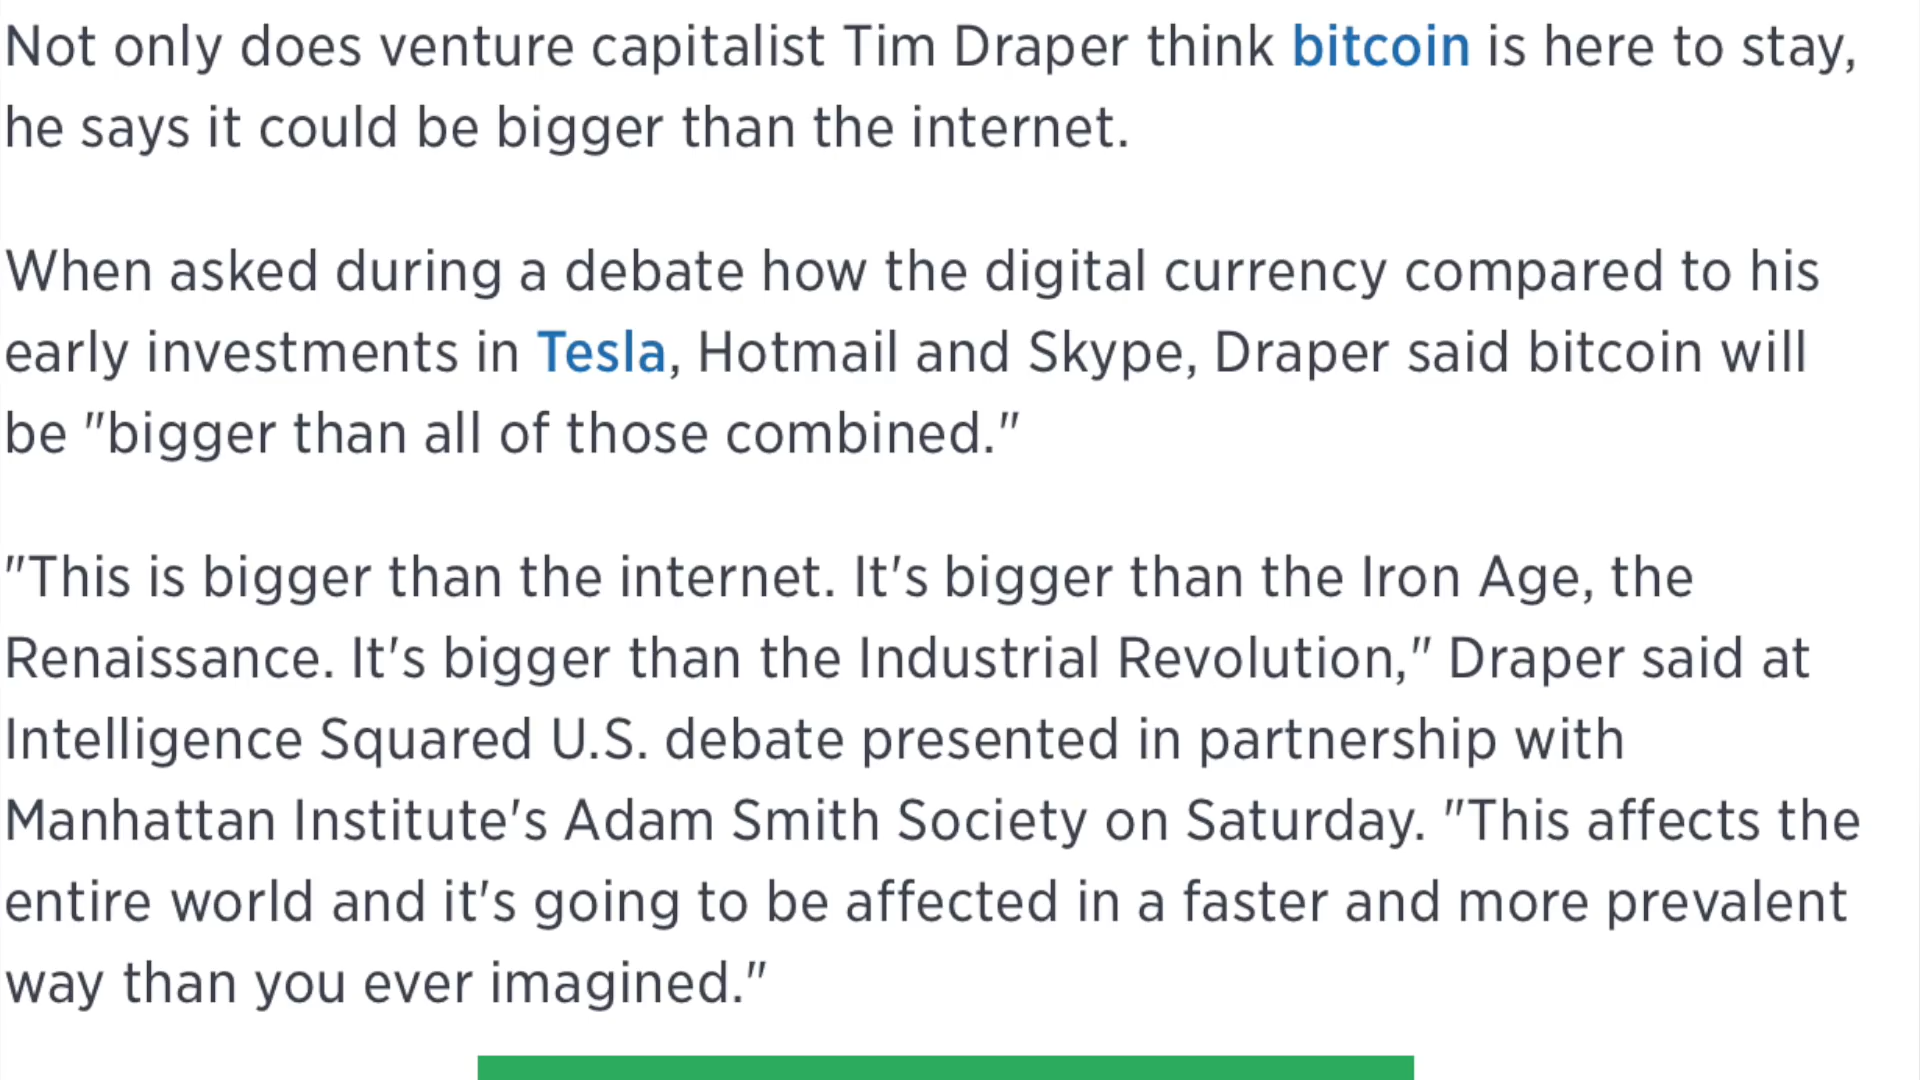 Not only does venture capitalist Tim Draper think bitcoin is here to stay,
he says it could be bigger than the internet.
When asked during a debate how the digital currency compared to his
early investments in Tesla, Hotmail and Skype, Draper said bitcoin will
be "bigger than all of those combined."
"This is bigger than the internet. It's bigger than the Iron Age, the
Renaissance. It's bigger than the Industrial Revolution," Draper said at
Intelligence Squared U.S. debate presented in partnership with
Manhattan Institute's Adam Smith Society on Saturday. "This affects the
entire world and it's going to be affected in a faster and more prevalent
way than you ever imagined."